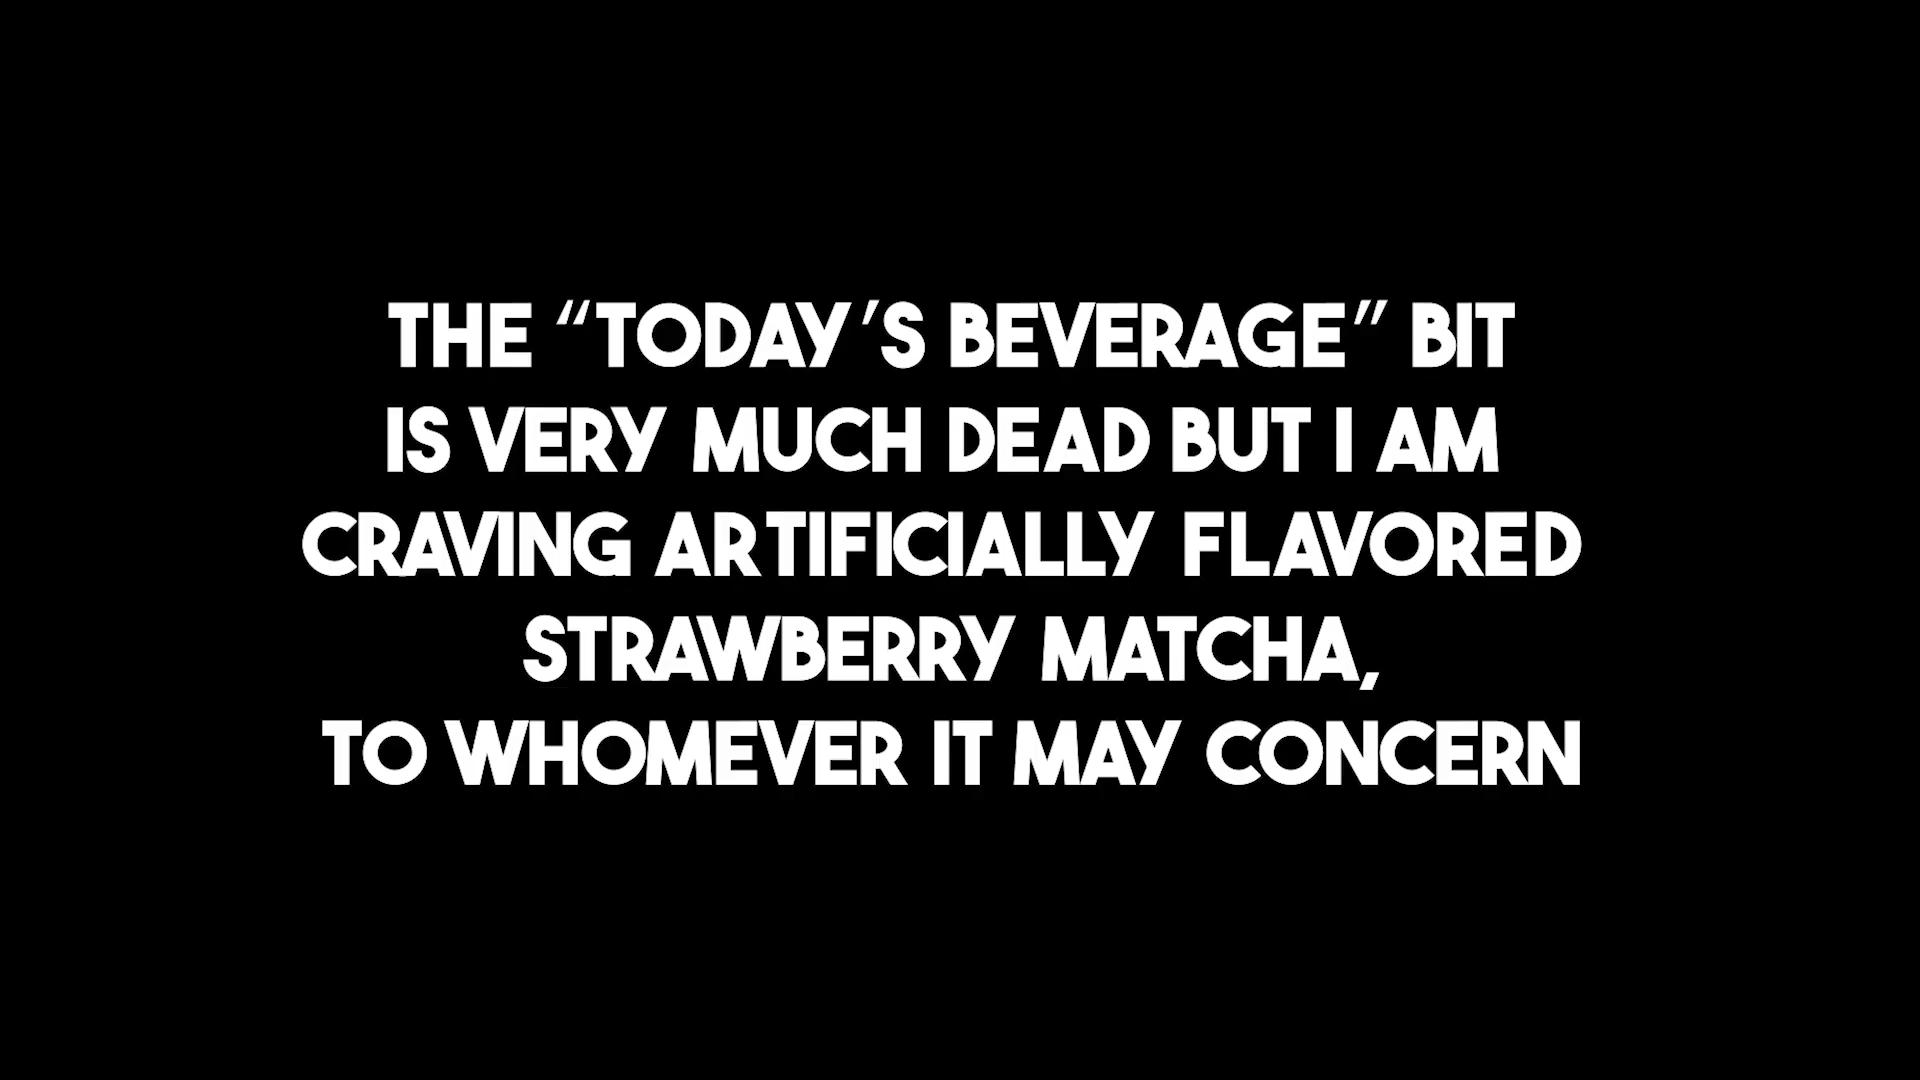 THE “TODAY’S BEVERAGE” BIT
IS VERY MUCH DEAD BUT I AM
CRAVING ARTIFICIALLY FLAVORED
STRAWBERRY MATCHA,
TO WHOMEVER IT MAY CONCERN